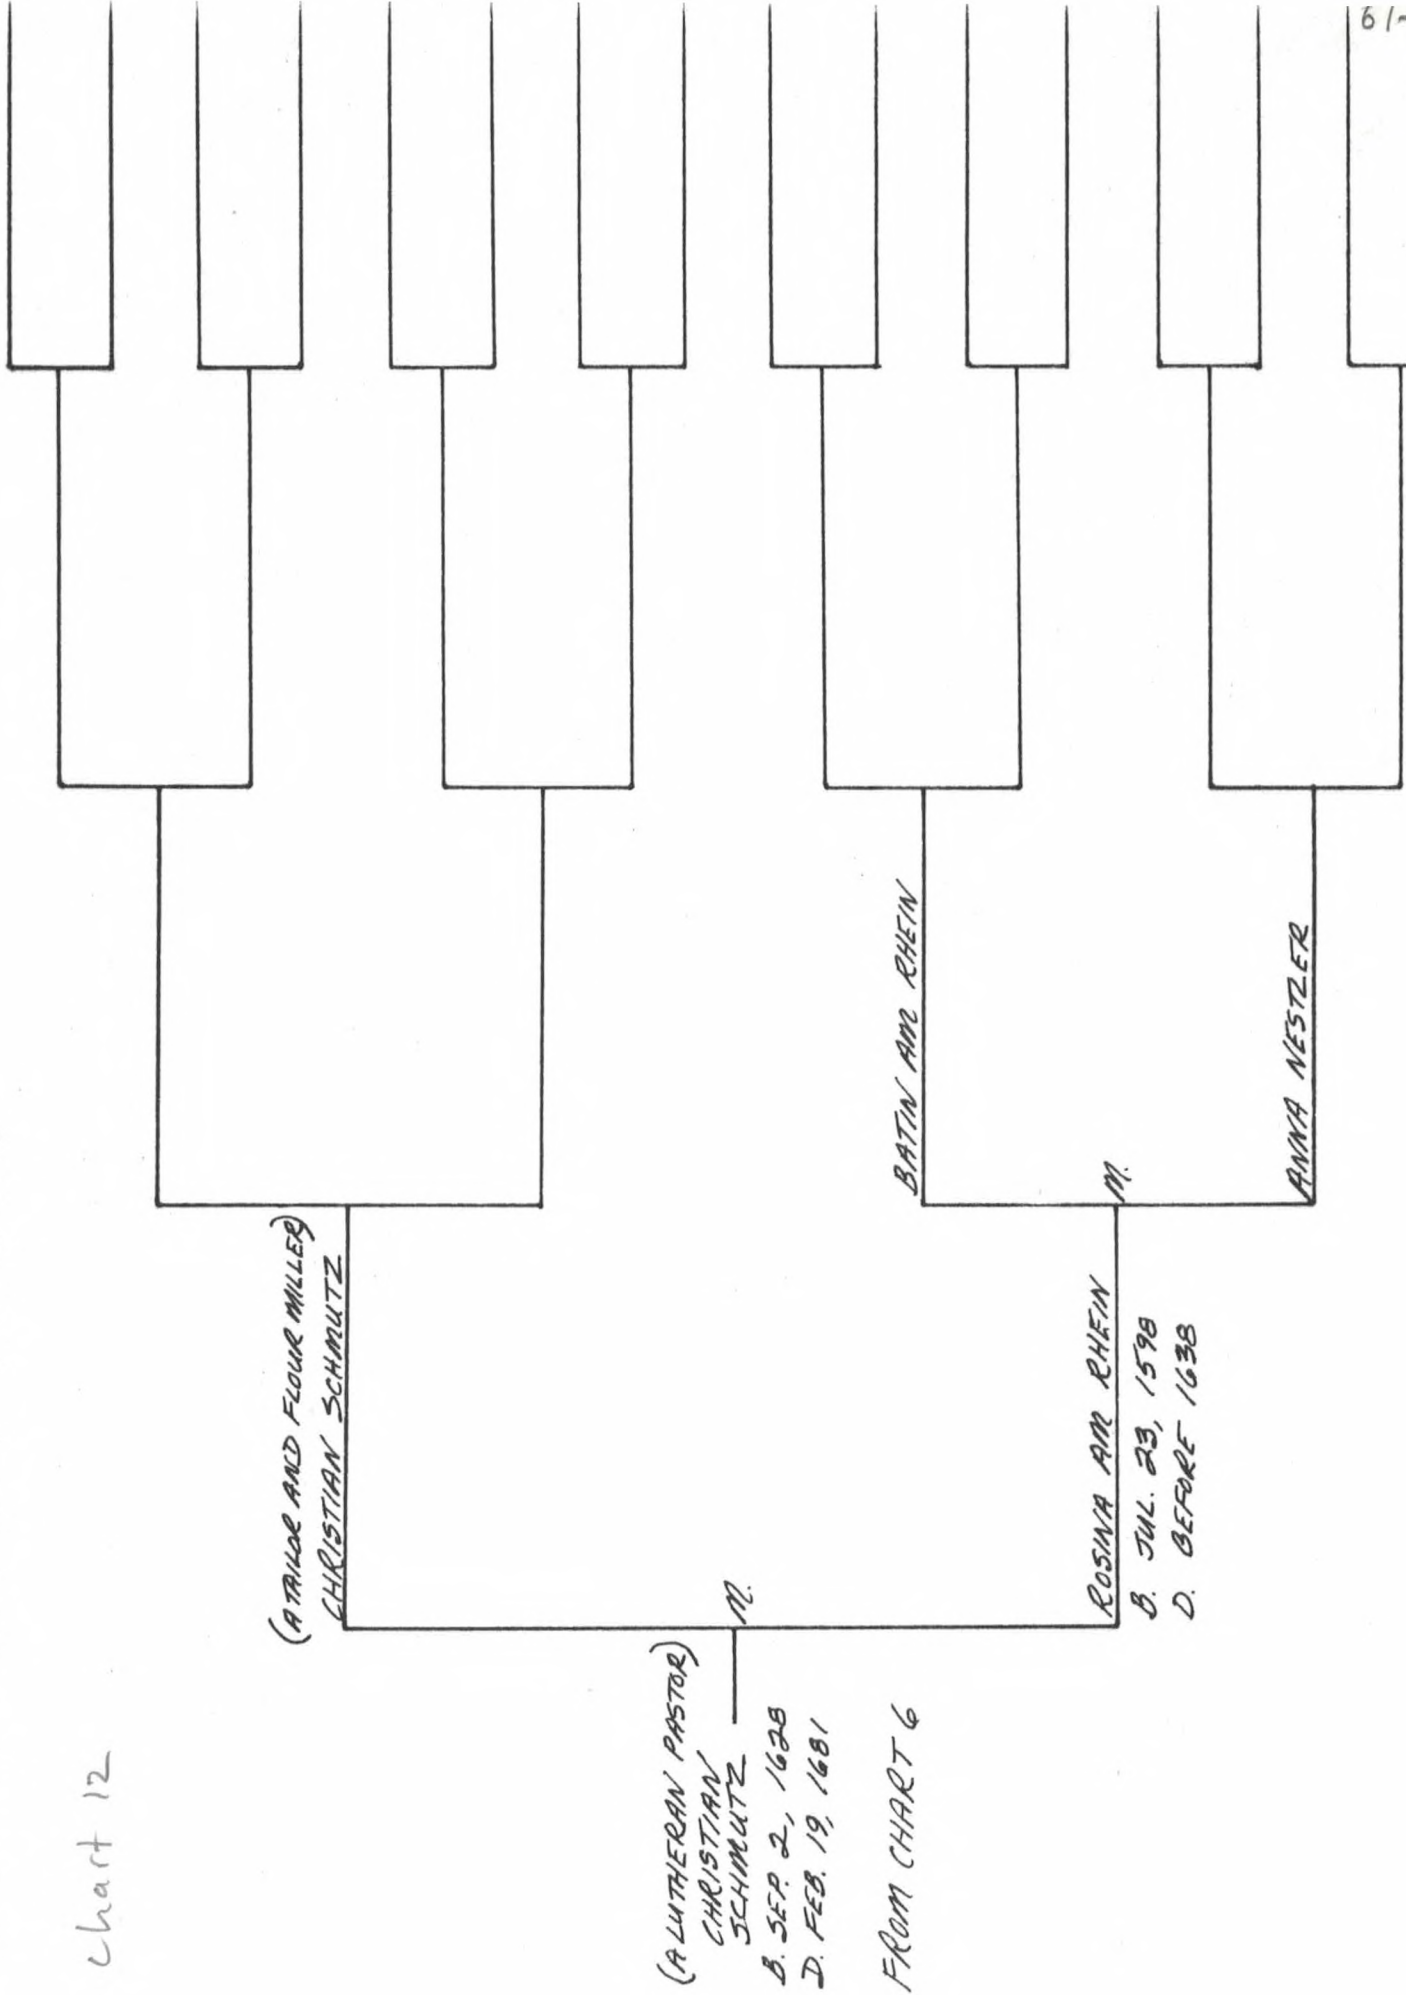 chart 12
(A TAILOR AND FLOUR MILLER)
CHRISTIAN SCHMUTZ
(A LUTHERAN PASTOR)
CHRISTIAN
SCHMUTZ
M.
B. SEP. 2, 1628
D. FEB. 19, 1681
FROM CHART 6
BATIN AM RHEIN
ROSINA AM RHEIN
M.
B. JUL. 23, 1598
D. BEFORE 1638
ANNA NESTLER